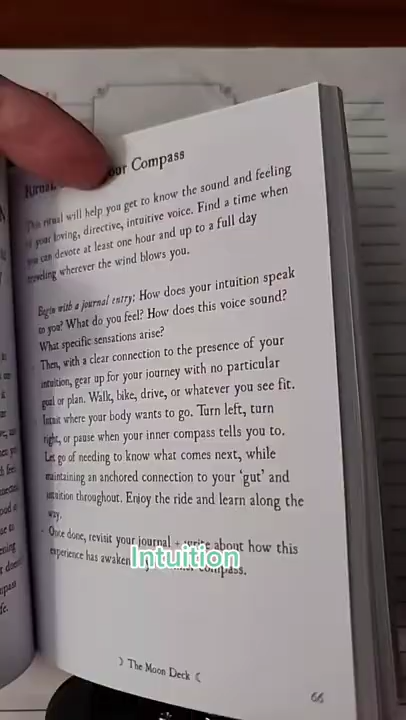 Ritual: our Compass
This ritual will help you get to know the sound and feeling
of your loving, directive, intuitive voice. Find a time when
you can devote at least one hour and up to a full day
traveling wherever the wind blows you.
Begin with a journal entry: How does your intuition speak
to you? What do you feel? How does this voice sound?
What specific sensations arise?
Then, with a clear connection to the presence of your
intuition, gear up for your journey with no particular
goal or plan. Walk, bike, drive, or whatever you see fit.
Intuit where your body wants to go. Turn left, turn
right, or pause when your inner compass tells you to.
Let go of needing to know what comes next, while
maintaining an anchored connection to your 'gut' and
intuition throughout. Enjoy the ride and learn along the
way.
• Once done, revisit your journal + write about how this
experience has awakened compass.
Intuition
☽ The Moon Deck ☾
66